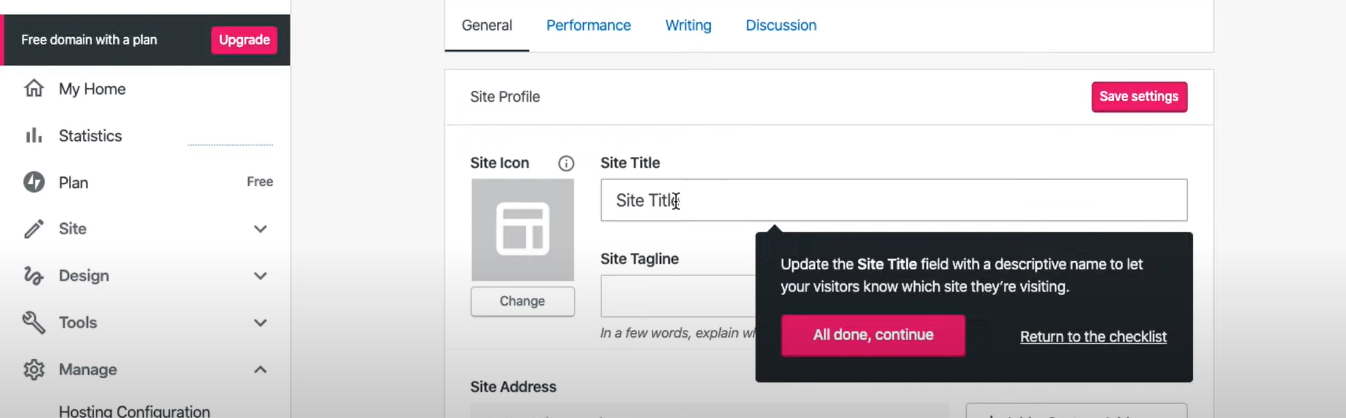 Free domain with a plan
Upgrade
My Home
Statistics
Plan
Free
Site
Design
Tools
Manage
Hosting Configuration
General
Performance
Writing
Discussion
Site Profile
Save settings
Site Icon
Site Title
Site Title
Change
Site Tagline
In a few words, explain
Update the Site Title field with a descriptive name to let
your visitors know which site they're visiting.
All done, continue
Return to the checklist
Site Address